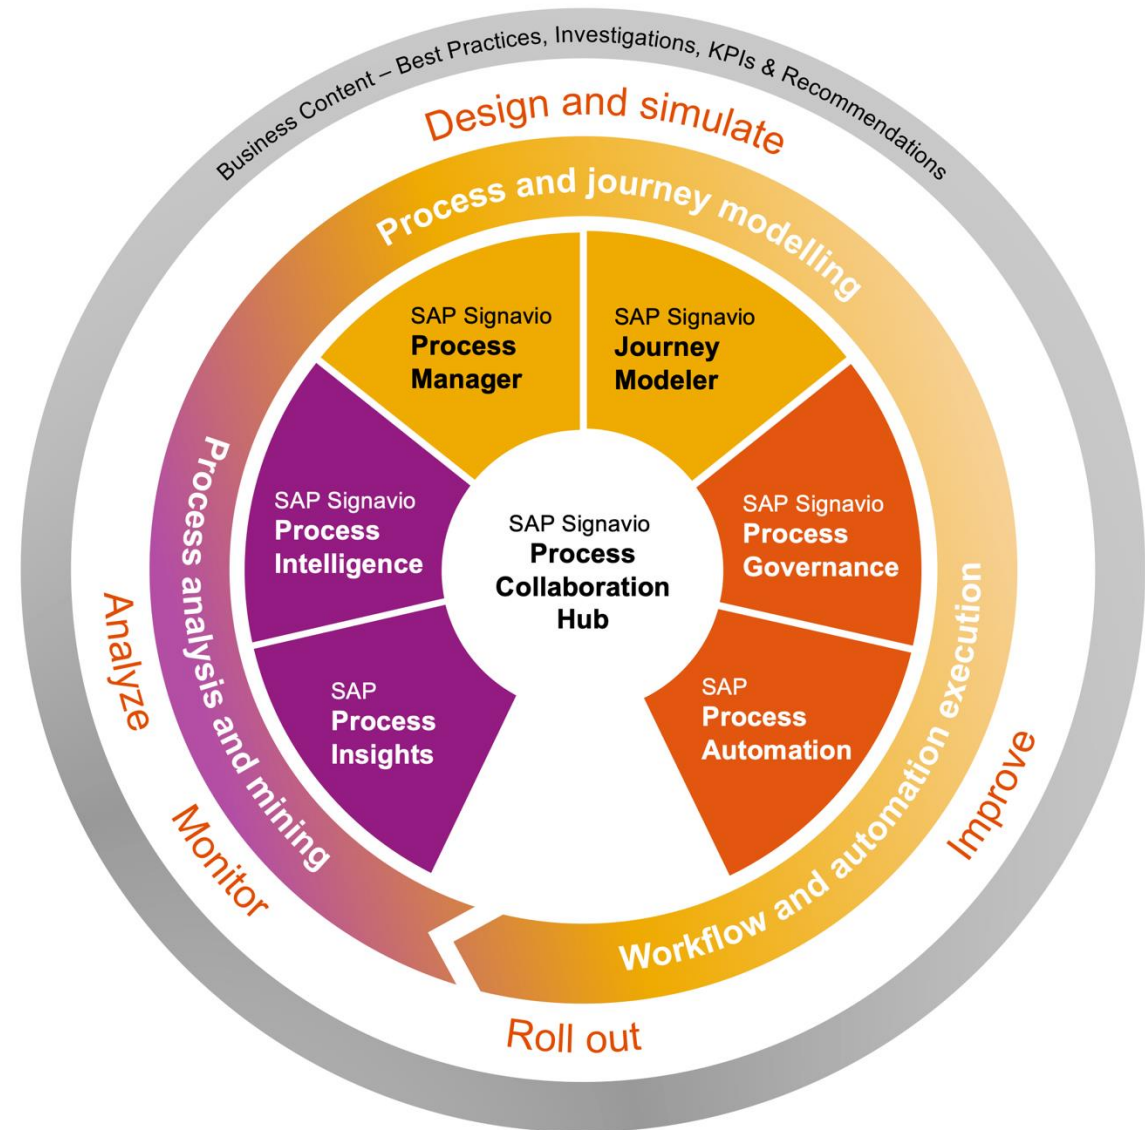 Business Content – Best Practices, Investigations, KPIs & Recommendations
Design and simulate
Process and journey modelling
SAP Signavio
Process
Manager
SAP Signavio
Journey
Modeler
SAP Signavio
Process
Intelligence
SAP Signavio
Process
Collaboration
Hub
SAP Signavio
Process
Governance
SAP
Process
Insights
SAP
Process
Automation
Process analysis and mining
Workflow and automation execution
Analyze
Monitor
Improve
Roll out